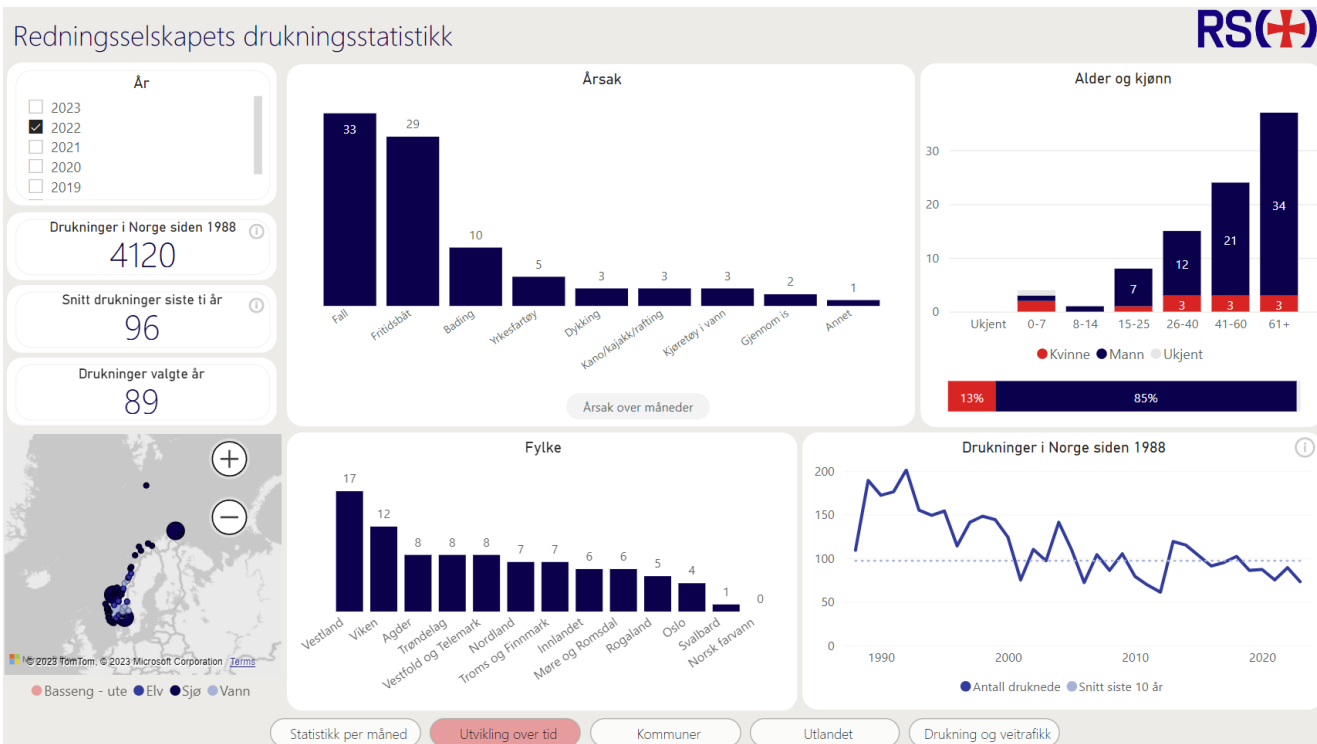 Redningsselskapets drukningsstatistikk
RS
År
2023
2022
2021
2020
2019
Drukninger i Norge siden 1988
4120
Snitt drukninger siste ti år
96
Drukninger valgte år
89
Årsak
33
29
10
5
3
3
3
2
1
Fall
Fritidsbåt
Bading
Yrkesfartøy
Dykking
Kano/kajakk/rafting
Kjøretøy i vann
Gjennom is
Annet
Årsak over måneder
Alder og kjønn
30
20
10
0
7
12
3
21
3
34
3
Ukjent 0-7 8-14 15-25 26-40 41-60 61+
Kvinne Mann Ukjent
13% 85%
© 2023 TomTom, © 2023 Microsoft Corporation Terms
Basseng - ute Elv Sjø Vann
Fylke
17
12
8
8
8
7
7
6
6
5
4
1
0
Vestland
Viken
Agder
Trøndelag
Vestfold og Telemark
Nordland
Troms og Finnmark
Innlandet
Møre og Romsdal
Rogaland
Oslo
Svalbard
Norsk farvann
Drukninger i Norge siden 1988
200
150
100
50
0
1990 2000 2010 2020
Antall druknede Snitt siste 10 år
Statistikk per måned Utvikling over tid Kommuner Utlandet Drukning og veitrafikk